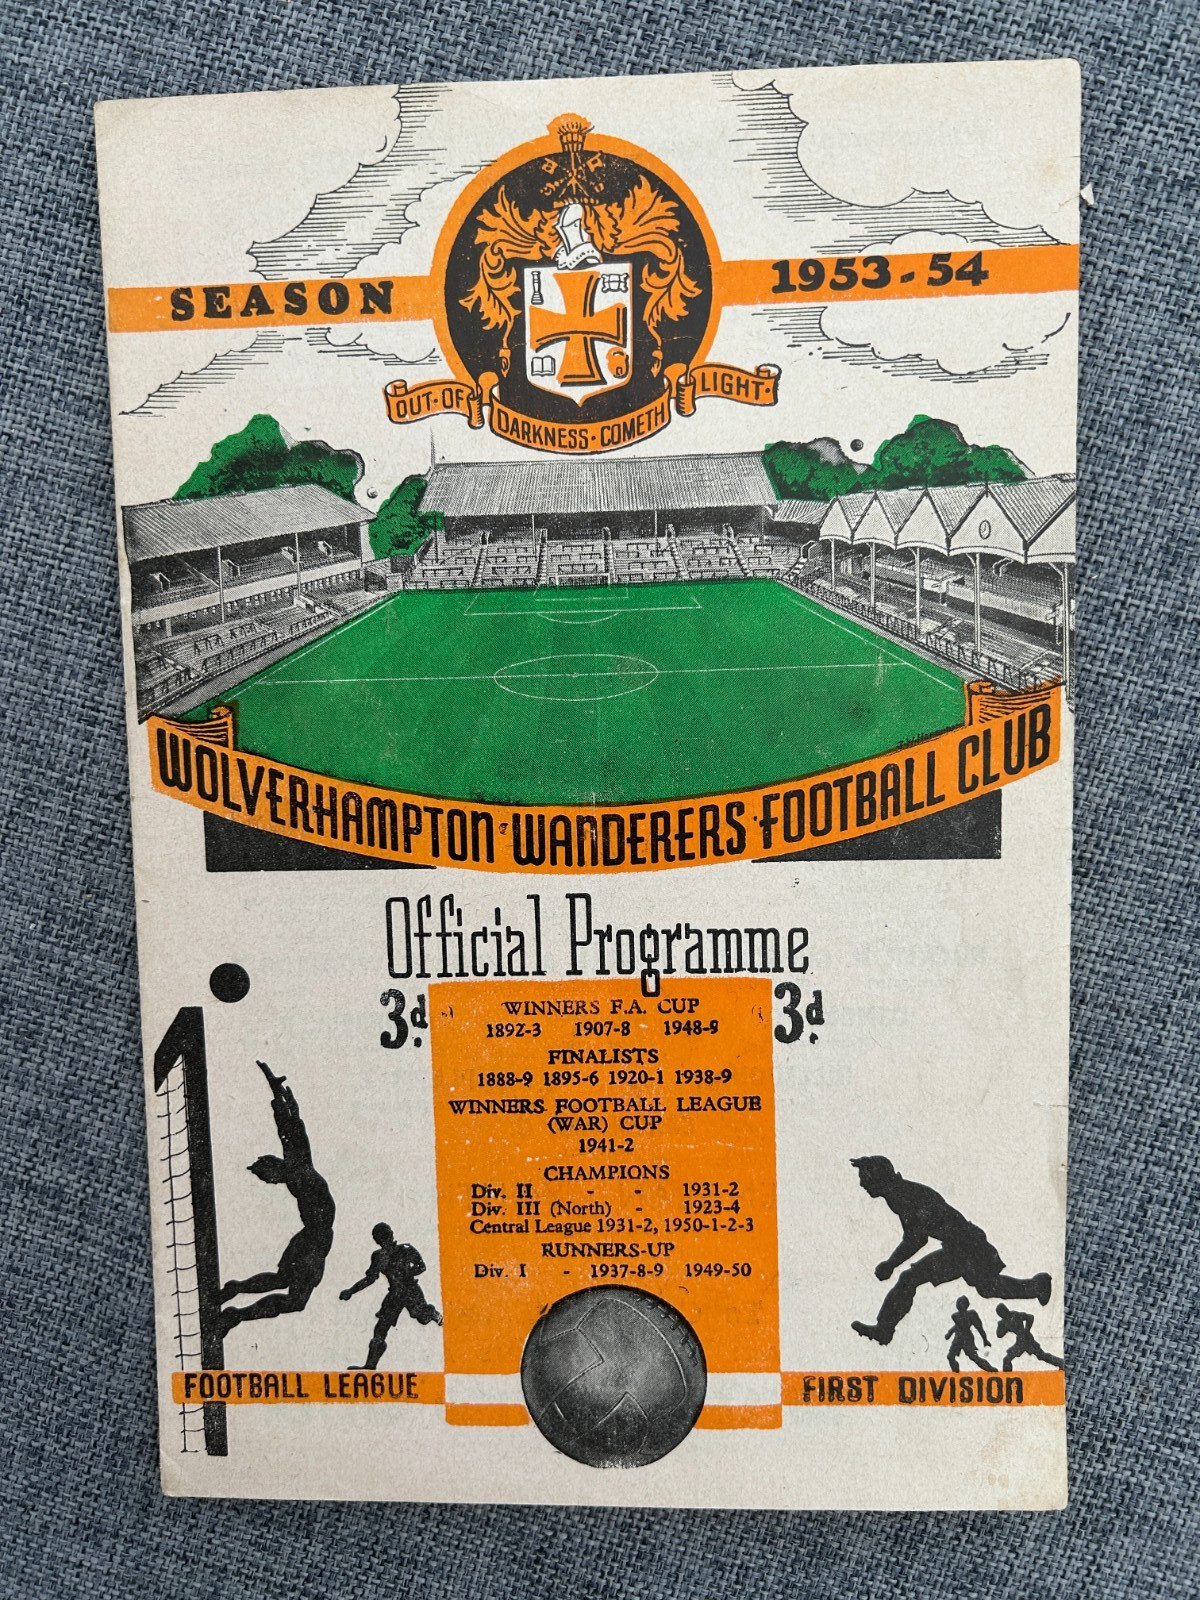 SEASON
1953-54
OUT·OF· DARKNESS·COMETH LIGHT·
WOLVERHAMPTON·WANDERERS·FOOTBALL CLUB
Official Programme
3d. 3d.
WINNERS F.A. CUP
1892-3 1907-8 1948-9
FINALISTS
1888-9 1895-6 1920-1 1938-9
WINNERS FOOTBALL LEAGUE
(WAR) CUP
1941-2
CHAMPIONS
Div. II - - 1931-2
Div. III (North) - 1923-4
Central League 1931-2, 1950-1-2-3
RUNNERS-UP
Div. I - 1937-8-9 1949-50
FOOTBALL LEAGUE
FIRST DIVISION